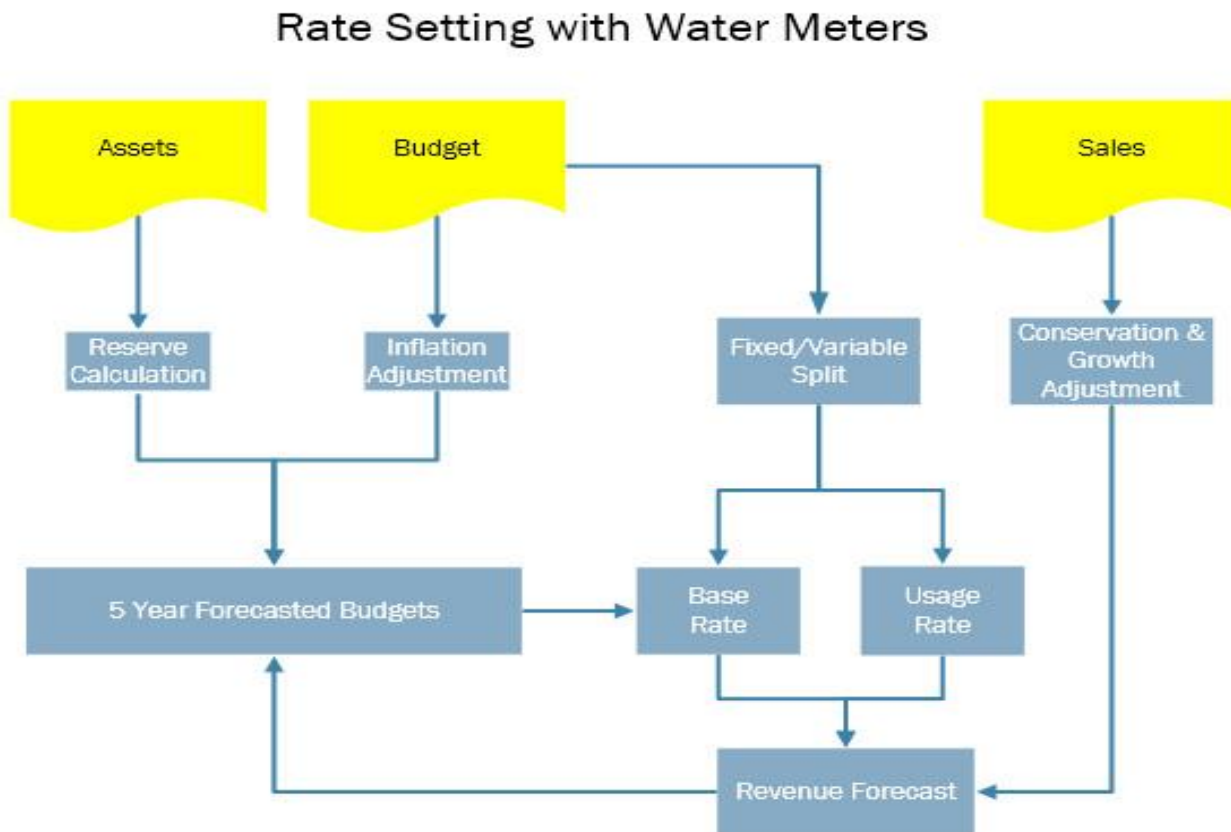 Rate Setting with Water Meters
Assets
Budget
Sales
Reserve
Calculation
Inflation
Adjustment
Fixed/Variable
Split
Conservation &
Growth
Adjustment
5 Year Forecasted Budgets
Base
Rate
Usage
Rate
Revenue Forecast